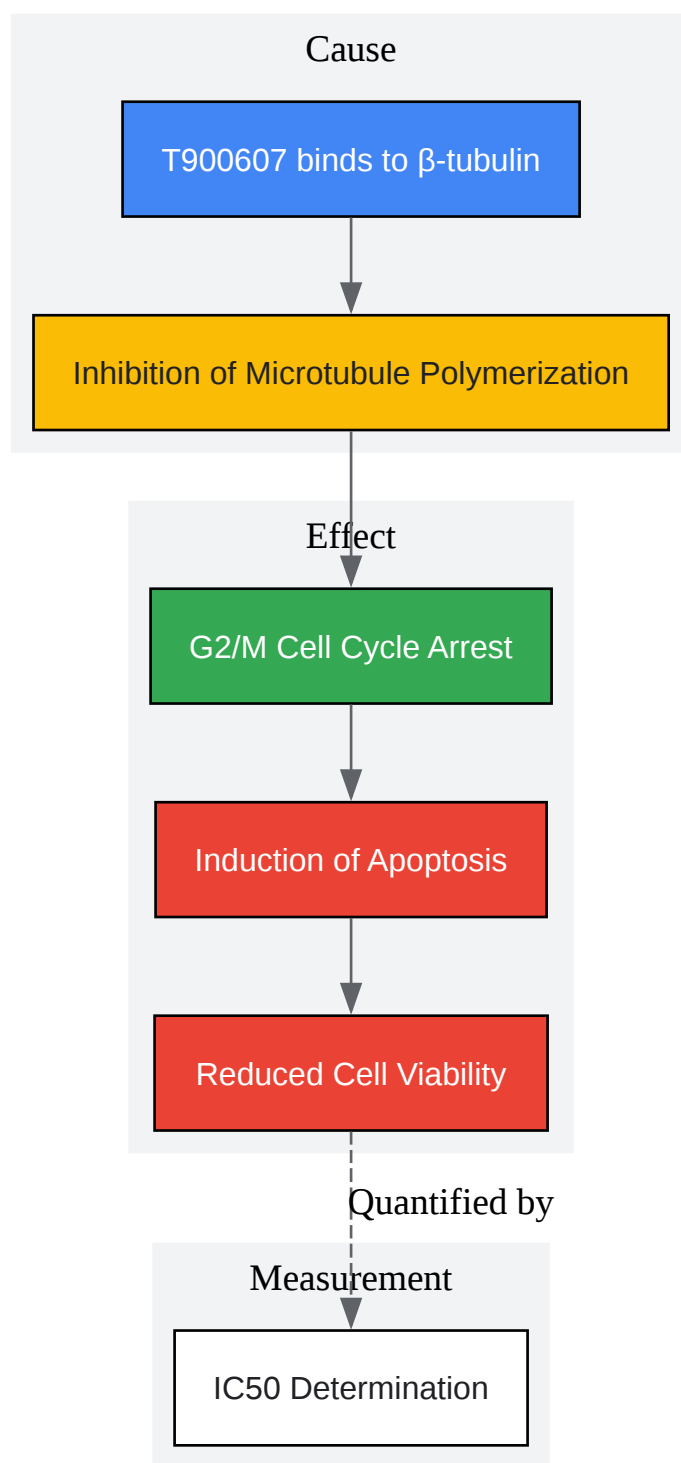 Cause
T900607 binds to β-tubulin
Inhibition of Microtubule Polymerization
Effect
G2/M Cell Cycle Arrest
Induction of Apoptosis
Reduced Cell Viability
Quantified by
Measurement
IC50 Determination